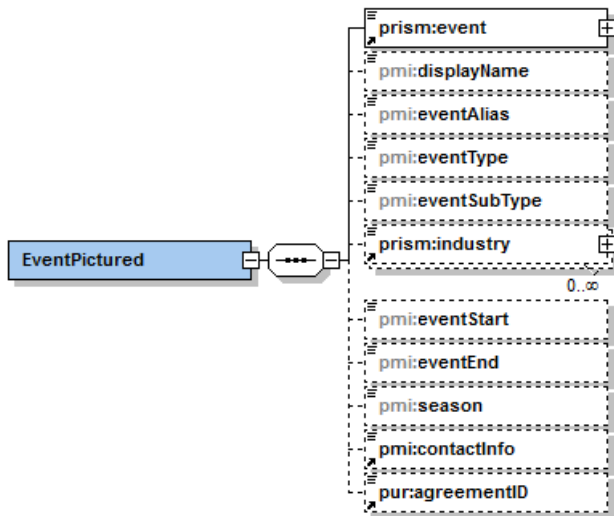 prism:event
pmi:displayName
pmi:eventAlias
pmi:eventType
pmi:eventSubType
EventPictured
prism:industry
0..∞
pmi:eventStart
pmi:eventEnd
pmi:season
pmi:contactInfo
pur:agreementID